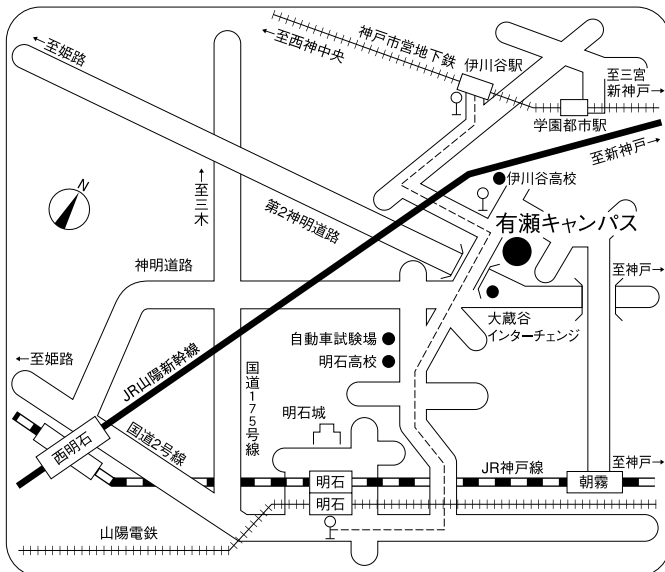 ←至姫路
神戸市営地下鉄
←至西神中央
伊川谷駅
至三宮
新神戸→
学園都市駅
至新神戸→
伊川谷高校
N
←至三木
第2神明道路
有瀬キャンパス
神明道路
至神戸→
大蔵谷
インターチェンジ
自動車試験場
明石高校
←至姫路
JR山陽新幹線
国道175号線
明石城
西明石
国道2号線
JR神戸線
至神戸→
明石
朝霧
明石
山陽電鉄